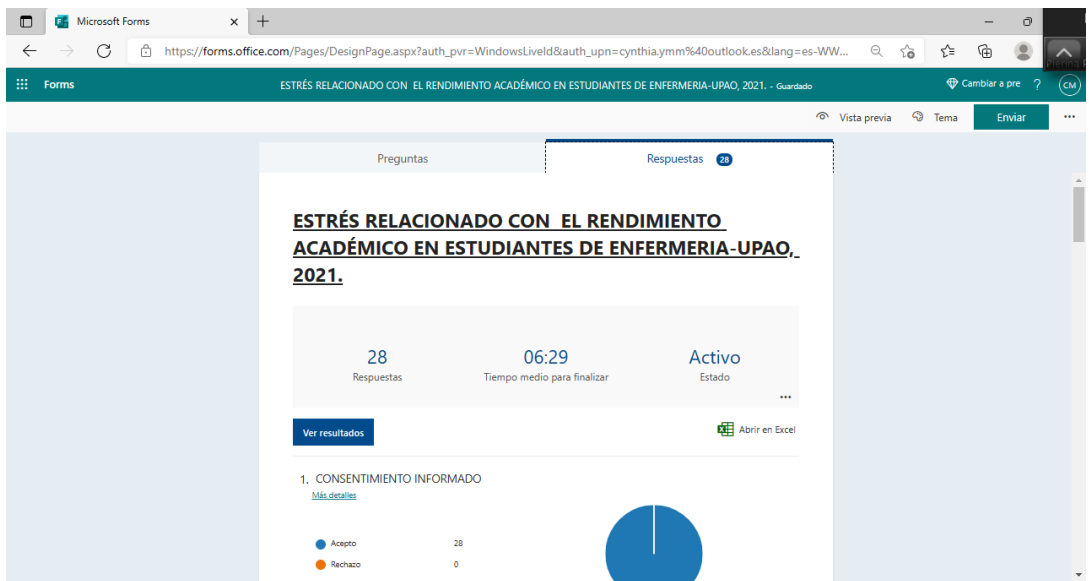 Microsoft Forms
https://forms.office.com/Pages/DesignPage.aspx?auth_pvr=WindowsLiveId&auth_upn=cynthia.ymm%40outlook.es&lang=es-WW...
Forms
ESTRÉS RELACIONADO CON EL RENDIMIENTO ACADÉMICO EN ESTUDIANTES DE ENFERMERIA-UPAO, 2021. - Guardado
Cambiar a pre ?
CM
Vista previa
Tema
Enviar
Preguntas
Respuestas 28
ESTRÉS RELACIONADO CON EL RENDIMIENTO
ACADÉMICO EN ESTUDIANTES DE ENFERMERIA-UPAO,
2021.
28
Respuestas
06:29
Tiempo medio para finalizar
Activo
Estado
Ver resultados
Abrir en Excel
1. CONSENTIMIENTO INFORMADO
Más detalles
Acepto 28
Rechazo 0